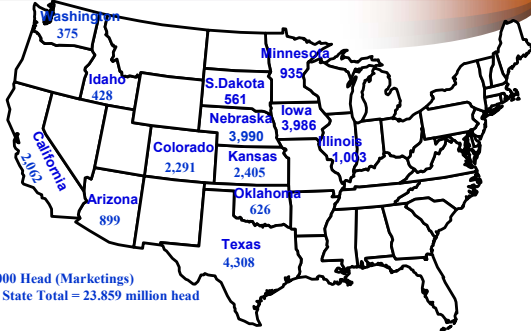 Washington
375
Minnesota
935
Idaho
428
S.Dakota
561
Nebraska
3,990
Iowa
3,986
Illinois
1,003
California
2,062
Colorado
2,291
Kansas
2,405
Arizona
899
Oklahoma
626
Texas
4,308
000 Head (Marketings)
State Total = 23.859 million head